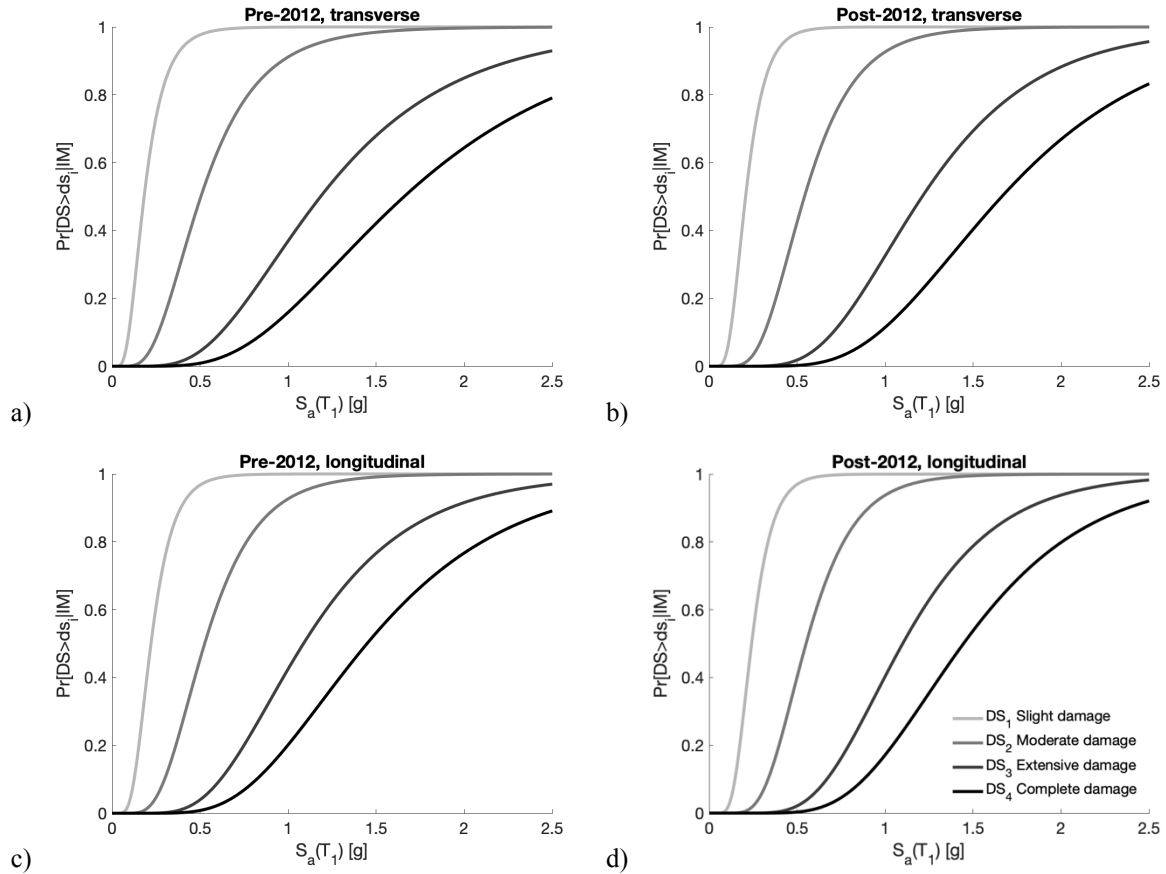 Pre-2012, transverse
1
0.8
0.6
0.4
0.2
0
Pr[DS>ds_i|IM]
0 0.5 1 1.5 2 2.5
S_a(T_1) [g]
a)
Post-2012, transverse
1
0.8
0.6
0.4
0.2
0
Pr[DS>ds_i|IM]
0 0.5 1 1.5 2 2.5
S_a(T_1) [g]
b)
Pre-2012, longitudinal
1
0.8
0.6
0.4
0.2
0
Pr[DS>ds_i|IM]
0 0.5 1 1.5 2 2.5
S_a(T_1) [g]
c)
Post-2012, longitudinal
1
0.8
0.6
0.4
0.2
0
Pr[DS>ds_i|IM]
DS_1 Slight damage
DS_2 Moderate damage
DS_3 Extensive damage
DS_4 Complete damage
0 0.5 1 1.5 2 2.5
S_a(T_1) [g]
d)